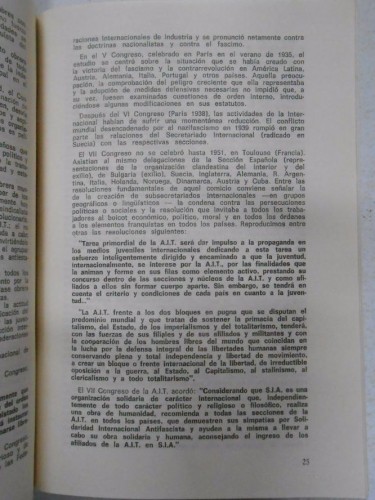 raciones Internacionales de industria y se pronunció netamente contra
las doctrinas nacionalistas y contra el fascismo.
En el V Congreso, celebrado en París en el verano de 1935, el
estudio se centró sobre la situación que se había creado con
la victoria del fascismo y la contrarrevolución en América Latina,
Austria, Alemania, Italia, Portugal y otros países. Aquella preocu-
pación, la comprobación del peligro creciente que ello representaba
y la adopción de medidas defensivas necesarias no impidió que, a
su vez, fuesen examinadas cuestiones de orden interno, introdu-
ciéndose algunas modificaciones en sus estatutos.
Después del VI Congreso (París 1938), las actividades de la Inter-
nacional habían de sufrir una momentánea reducción. El conflicto
mundial desencadenado por el nazifascismo en 1939 rompió en gran
parte las relaciones del Secretariado Internacional (radicado en
Suecia) con las respectivas secciones.
El VII Congreso no se celebró hasta 1951, en Toulouse (Francia).
Asistían al mismo delegaciones de la Sección Española (repre-
sentaciones de la organización clandestina del interior y del
exilio), de Bulgaria (exilio), Suecia, Inglaterra, Alemania, R. Argen-
tina, Italia, Holanda, Noruega, Dinamarca, Austria y Cuba. Entre las
resoluciones fundamentales de aquel comicio conviene señalar la
de la creación de subsecretariados internacionales —en grupos
geográficos o lingüísticos— la condena contra las persecuciones
políticas o sociales y la resolución que invitaba a todos los traba-
jadores al boicot económico, político, moral y en todos los órdenes
a los elementos franquistas en todos los países. Reproducimos entre
otras las resoluciones siguientes:
"Tarea primordial de la A.I.T. será dar impulso a la propaganda en
los medios juveniles internacionales dedicando a esta tarea un
esfuerzo inteligentemente dirigido y encaminado a que la juventud,
internacionalmente, no interese por la A.I.T., por las finalidades que
la animan y forme en sus filas como elemento activo, prestando su
concurso dentro de las secciones y núcleos de la A.I.T. y como afi-
liados a ellos sin formar cuerpo aparte. Sin embargo, se tendrá en
cuenta el criterio y condiciones de cada país en cuanto a la juven-
tud..."
"La A.I.T. frente a los dos bloques en pugna que se disputan el
predominio mundial y que tratan de sostener la primacía del capi-
talismo, del Estado, de los imperialismos y del totalitarismo, tenderá,
con las fuerzas de sus filiales y de sus afiliados y militantes y con
la cooperación de los hombres libres del mundo que coincidan en
la lucha por la defensa integral de las libertades humanas siempre
conservando plena y total independencia y libertad de movimiento,
a crear un bloque o frente internacional de la libertad, de irreductible
oposición a la guerra, al Estado, al Capitalismo, al stalinismo, al
clericalismo y a todo totalitarismo".
El VII Congreso de la A.I.T. acordó: "Considerando que S.I.A. es una
organización solidaria de carácter internacional que, independien-
temente de todo carácter político y religioso o filosófico, realiza
una obra de humanidad, recomienda a todas las secciones de la
A.I.T. en todos los países, que demuestren sus simpatías por Soli-
daridad Internacional Antifascista y ayuden a la misma a llevar a
cabo su obra solidaria y humana, aconsejando el ingreso de los
afiliados de la A.I.T. en S.I.A."
25